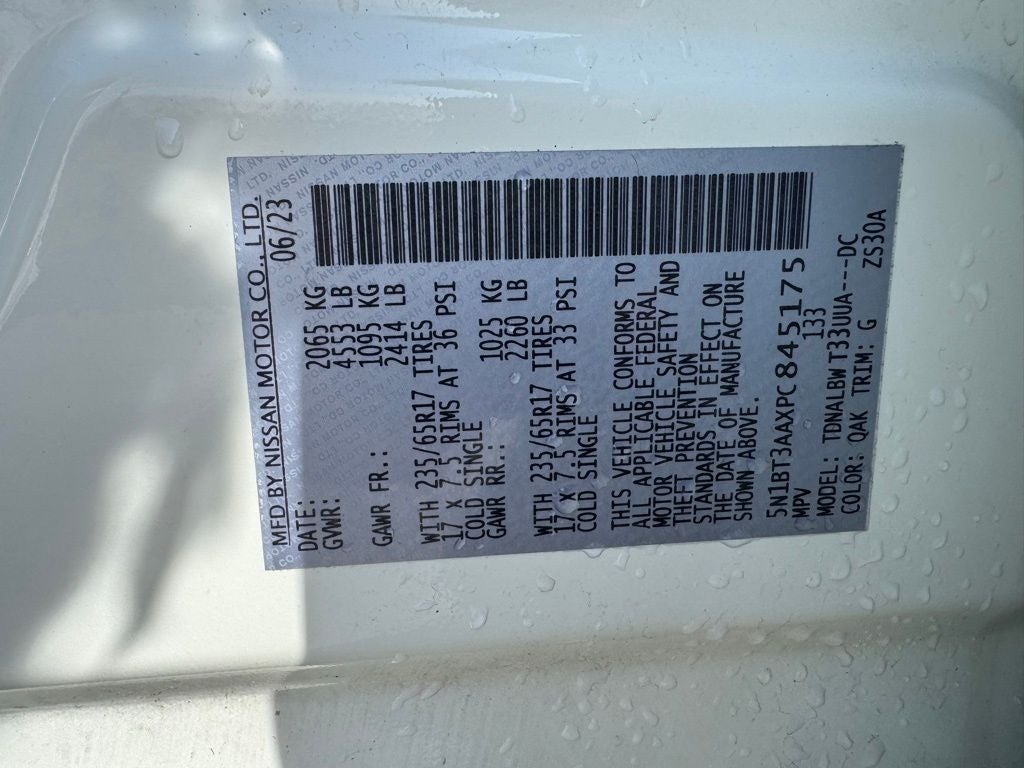 MFD BY NISSAN MOTOR CO., LTD.
DATE: 06/23
GVWR: 2065 KG
4553 LB
GAWR FR.: 1095 KG
2414 LB
WITH 235/65R17 TIRES
17 X 7.5 RIMS AT 36 PSI
COLD SINGLE
GAWR RR.: 1025 KG
2260 LB
WITH 235/65R17 TIRES
17 X 7.5 RIMS AT 33 PSI
COLD SINGLE
THIS VEHICLE CONFORMS TO
ALL APPLICABLE FEDERAL
MOTOR VEHICLE SAFETY AND
THEFT PREVENTION
STANDARDS IN EFFECT ON
THE DATE OF MANUFACTURE
SHOWN ABOVE.
5N1BT3AAXPC845175
MPV 133
MODEL: TDNALBWT33UUA---DC
COLOR: QAK TRIM: G ZS30A